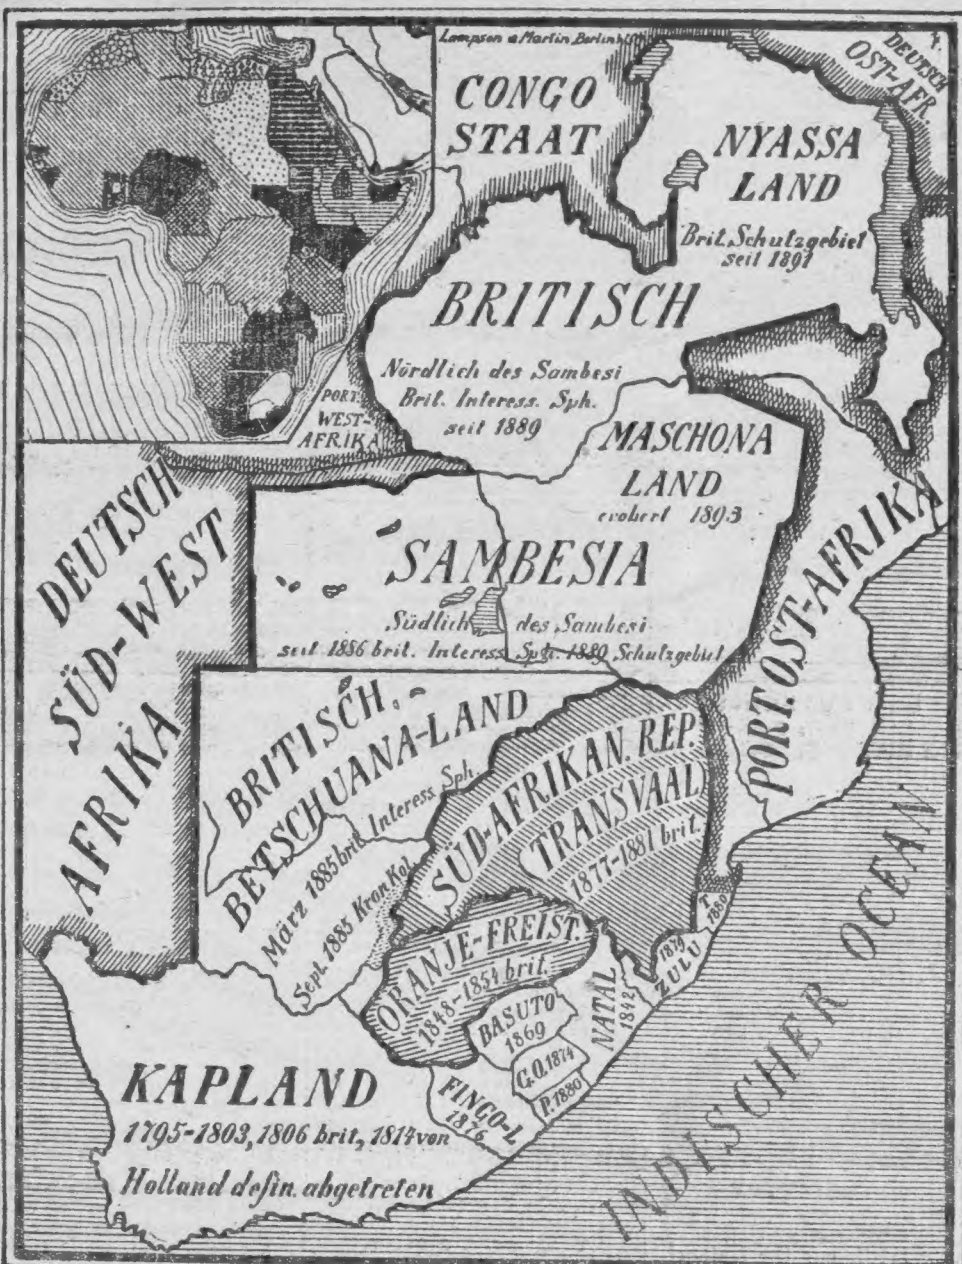 CONGO
STAAT
DEUTSCH
OST-AFR.
NYASSA
LAND
Brit. Schutzgebiet
seit 1891
BRITISCH
Nördlich des Sambesi
Brit. Interess. Sph.
seit 1889
PORT.
WEST-
AFRIKA
MASCHONA
LAND
erobert 1893
SAMBESIA
Südlich des Sambesi
seit 1886 brit. Interess. Sph. 1889 Schutzgebiet
DEUTSCH
SÜD-WEST
AFRIKA
PORT. OST-AFRIKA
BRITISCH.
BETSCHUANA-LAND
März 1885 brit. Interess Sph.
Sept. 1885 Kron Kol.
SÜD-AFRIKAN. REP.
TRANSVAAL
1877-1881 brit.
ORANJE-FREIST.
1848-1854 brit.
T.
1879
ZULU
NATAL
1842
BASUTO
1869
G.O. 1874
P. 1880
FINGO-L
1876
KAPLAND
1795-1803, 1806 brit, 1814 von
Holland defin. abgetreten
INDISCHER OCEAN